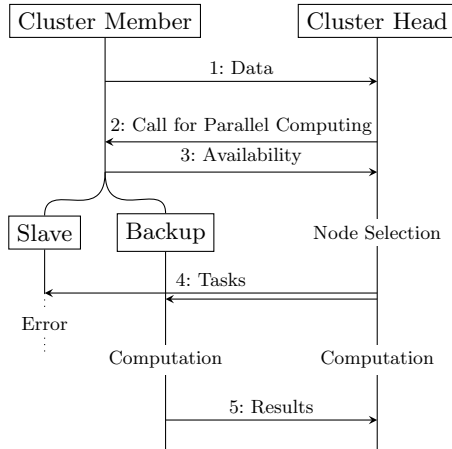 Cluster Member
Cluster Head
1: Data
2: Call for Parallel Computing
3: Availability
Slave
Backup
Node Selection
4: Tasks
Error
Computation
Computation
5: Results